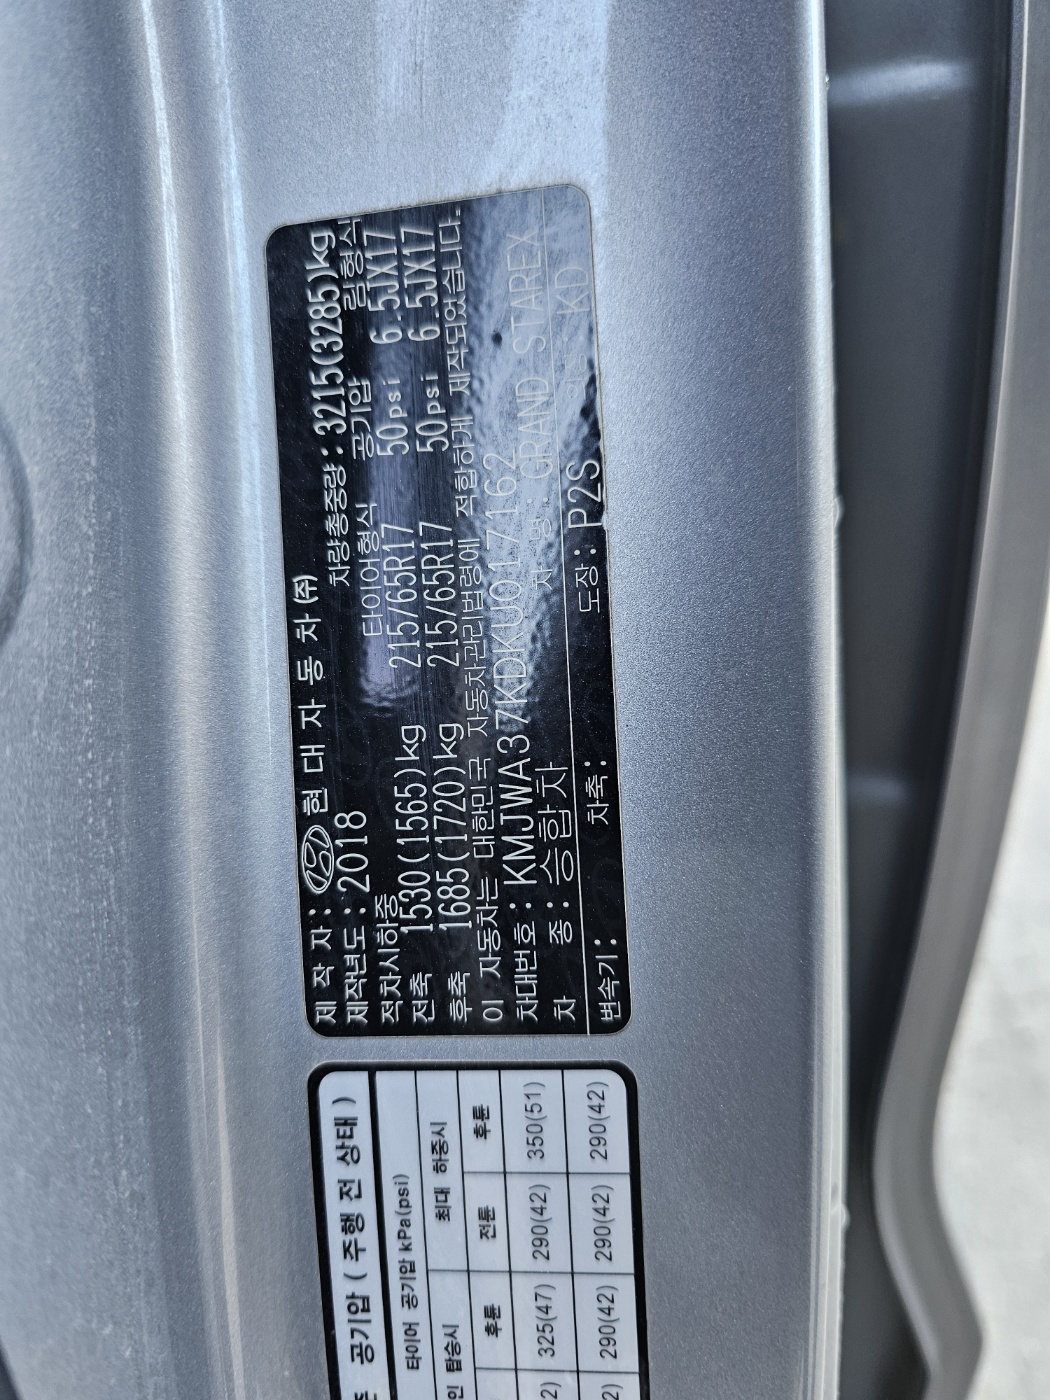 제 작 자: 현 대 자 동 차 ㈜
제작년도: 2018 차량총중량: 3215(3285)kg
적차시하중 타이어형식 공기압 림형식
전축 1530(1565)kg 215/65R17 50psi 6.5JX17
후축 1685(1720)kg 215/65R17 50psi 6.5JX17
이 자동차는 대한민국 자동차관리법령에 적합하게 제작되었습니다.
차대번호: KMJWA37KDKU017162
차 종: 승합차 차 명: GRAND STAREX
변속기: 차축: 도장: P2S KD
공기압 ( 주행 전 상태 )
타이어 공기압 kPa(psi)
탑승시 최대 하중시
후륜 전륜 후륜
325(47) 290(42) 350(51)
290(42) 290(42) 290(42)